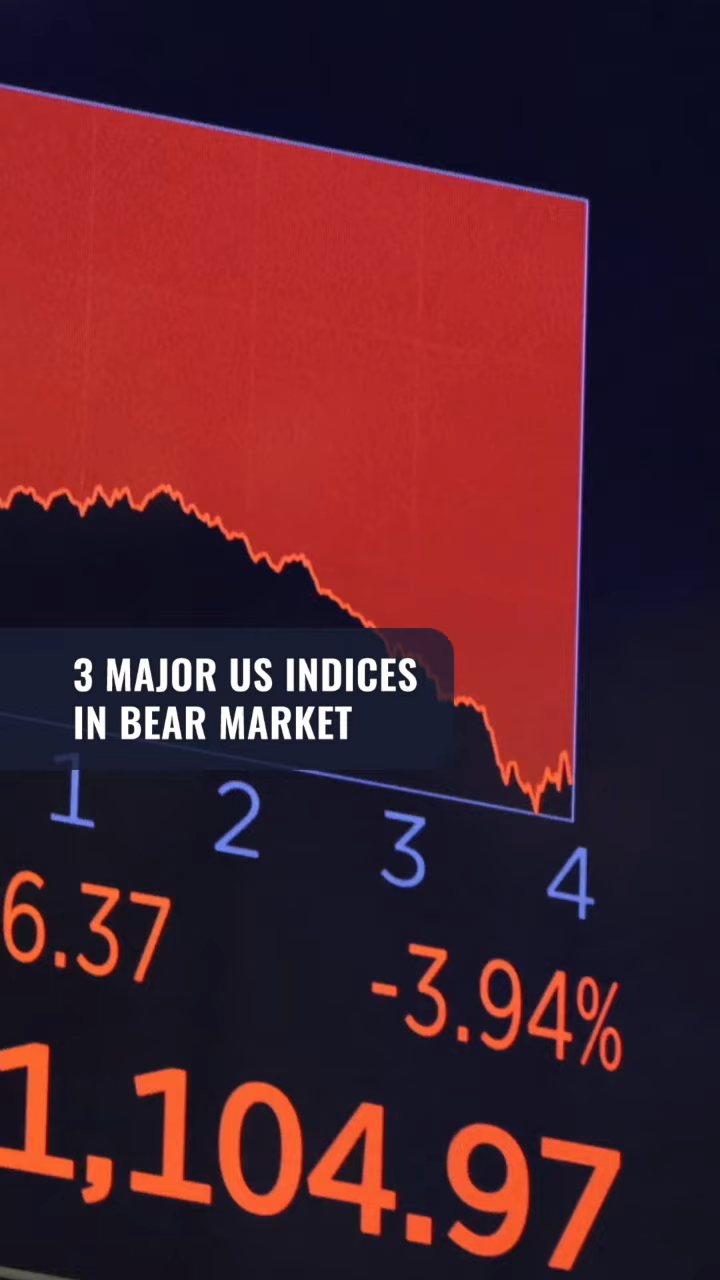 3 MAJOR US INDICES
IN BEAR MARKET
1 2 3 4
6.37 -3.94%
1,104.97